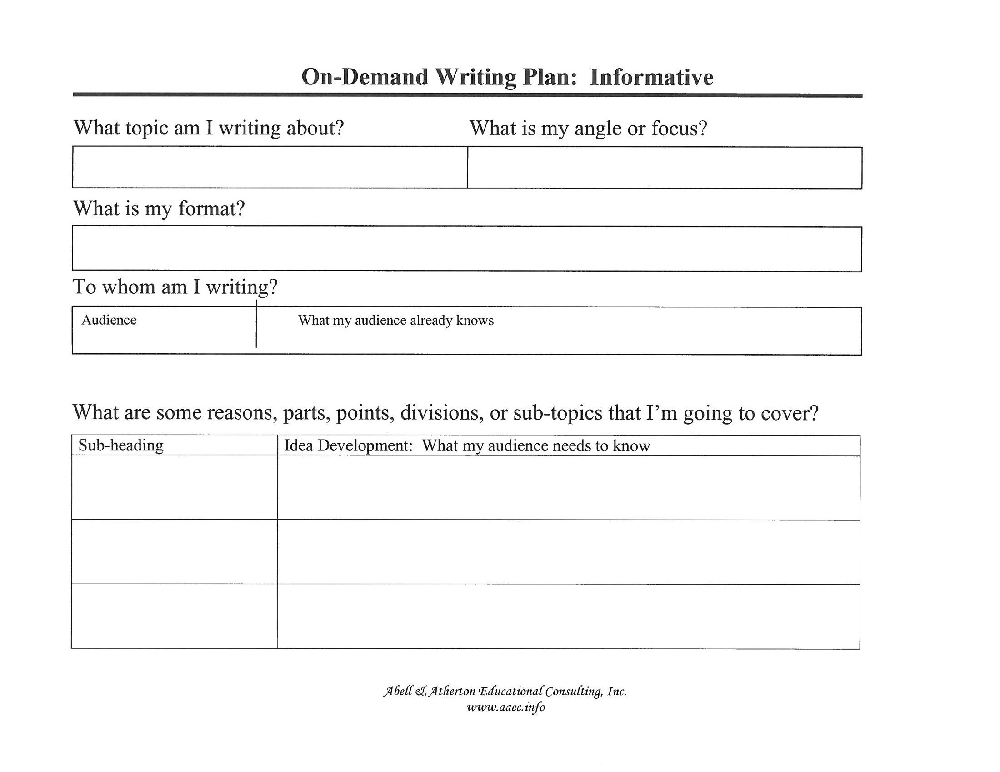 On-Demand Writing Plan: Informative
What topic am I writing about? What is my angle or focus?
What is my format?
To whom am I writing?
Audience What my audience already knows
What are some reasons, parts, points, divisions, or sub-topics that I'm going to cover?
Sub-heading Idea Development: What my audience needs to know
Abell & Atherton Educational Consulting, Inc.
www.aaec.info